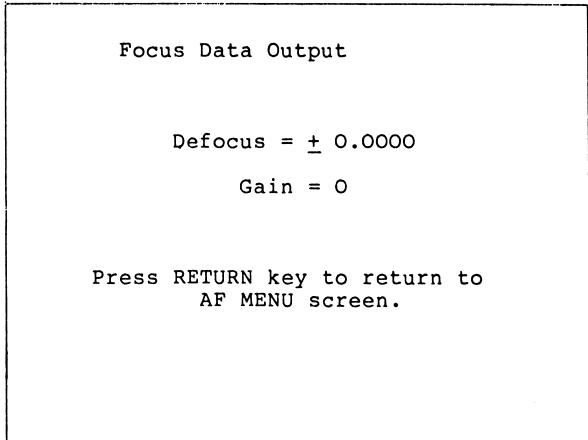 Focus Data Output
Defocus = ± 0.0000
Gain = 0
Press RETURN key to return to
AF MENU screen.